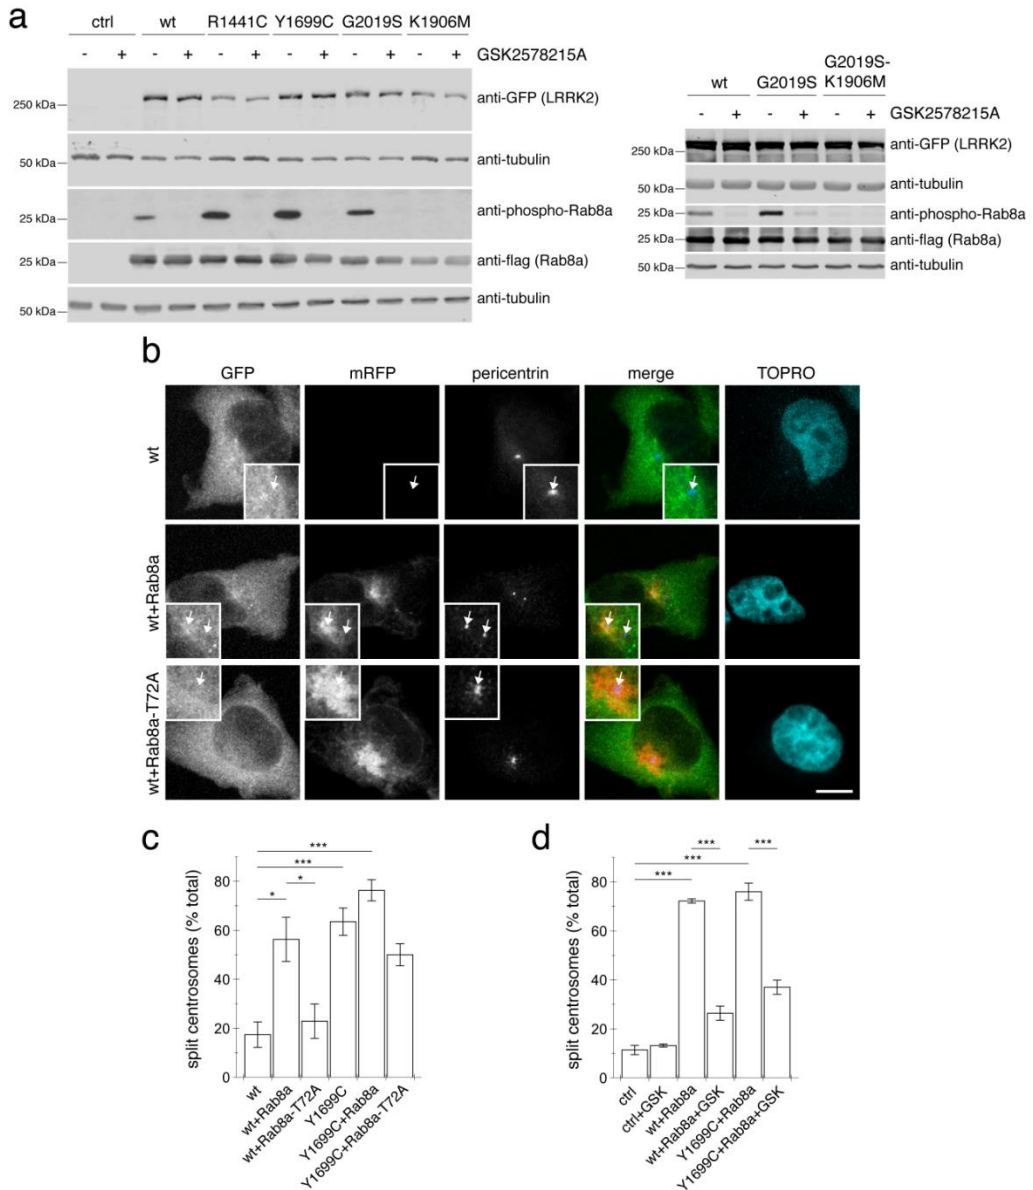 a
ctrl wt R1441C Y1699C G2019S K1906M
- + - + - + - + - + - + GSK2578215A
250 kDa anti-GFP (LRRK2)
50 kDa anti-tubulin
25 kDa anti-phospho-Rab8a
25 kDa anti-flag (Rab8a)
50 kDa anti-tubulin
G2019S-
wt G2019S K1906M
- + - + - + GSK2578215A
250 kDa anti-GFP (LRRK2)
50 kDa anti-tubulin
25 kDa anti-phospho-Rab8a
25 kDa anti-flag (Rab8a)
50 kDa anti-tubulin
b
GFP mRFP pericentrin merge TOPRO
wt
wt+Rab8a
wt+Rab8a-T72A
c
split centrosomes (% total)
80
60
40
20
0
***
***
* *
wt
wt+Rab8a
wt+Rab8a-T72A
Y1699C
Y1699C+Rab8a
Y1699C+Rab8a-T72A
d
split centrosomes (% total)
80
60
40
20
0
*** ***
***
***
ctrl
ctrl+GSK
wt+Rab8a
wt+Rab8a+GSK
Y1699C+Rab8a
Y1699C+Rab8a+GSK